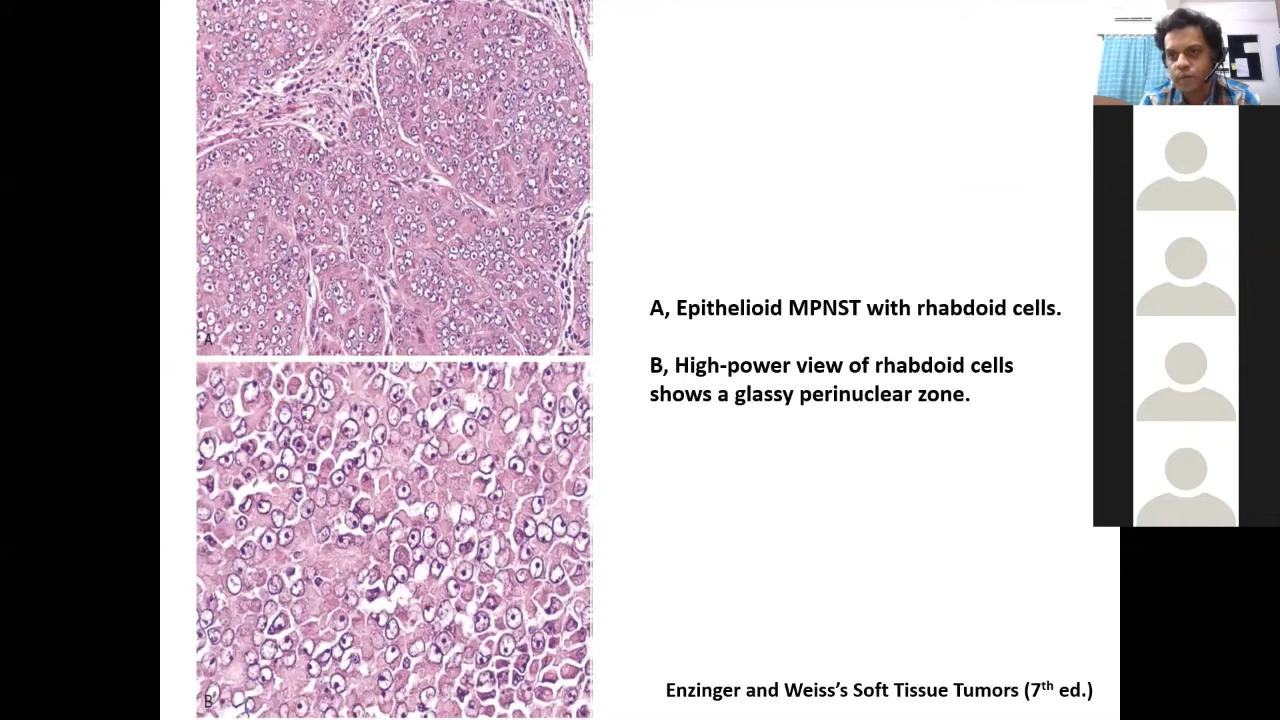 A
A, Epithelioid MPNST with rhabdoid cells.
B, High-power view of rhabdoid cells
shows a glassy perinuclear zone.
B
Enzinger and Weiss's Soft Tissue Tumors (7th ed.)